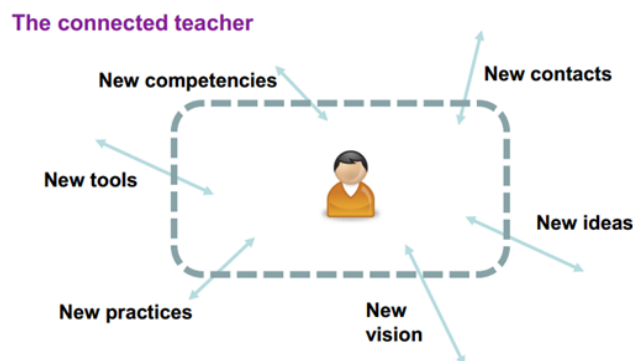 The connected teacher
New competencies
New contacts
New tools
New ideas
New practices
New
vision